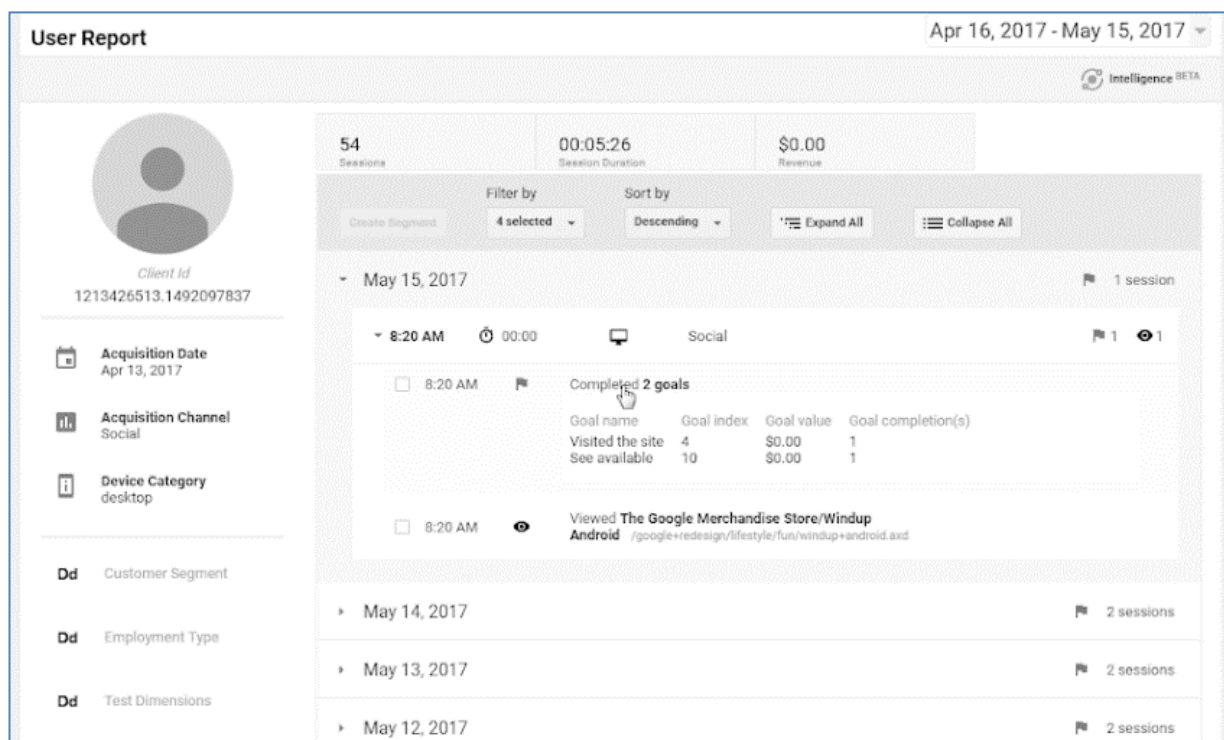 User Report
Apr 16, 2017 - May 15, 2017
Intelligence BETA
54
Sessions
00:05:26
Session Duration
$0.00
Revenue
Filter by
Sort by
Create Segment
4 selected
Descending
Expand All
Collapse All
Client Id
1213426513.1492097837
Acquisition Date
Apr 13, 2017
Acquisition Channel
Social
Device Category
desktop
Dd Customer Segment
Dd Employment Type
Dd Test Dimensions
May 15, 2017 1 session
8:20 AM 00:00 Social 1 1
8:20 AM Completed 2 goals
Goal name Goal index Goal value Goal completion(s)
Visited the site 4 $0.00 1
See available 10 $0.00 1
8:20 AM Viewed The Google Merchandise Store/Windup
Android /google+redesign/lifestyle/fun/windup+android.axd
May 14, 2017 2 sessions
May 13, 2017 2 sessions
May 12, 2017 2 sessions